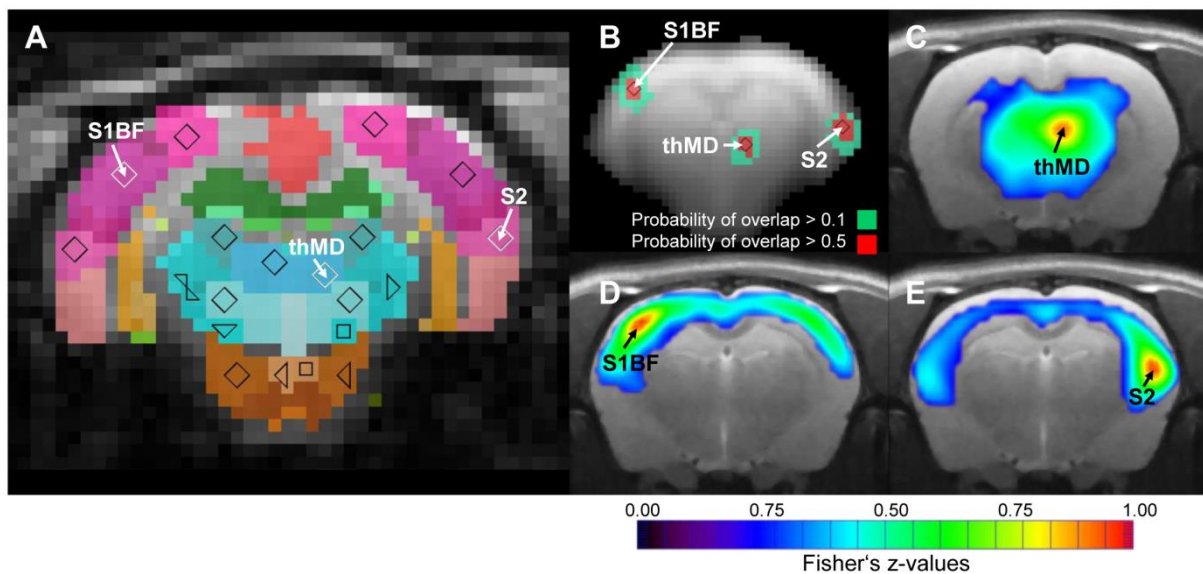 A
S1BF
S2
thMD
B
S1BF
thMD
S2
Probability of overlap > 0.1
Probability of overlap > 0.5
C
thMD
D
S1BF
E
S2
0.00 0.75 0.50 0.75 1.00
Fisher‘s z-values